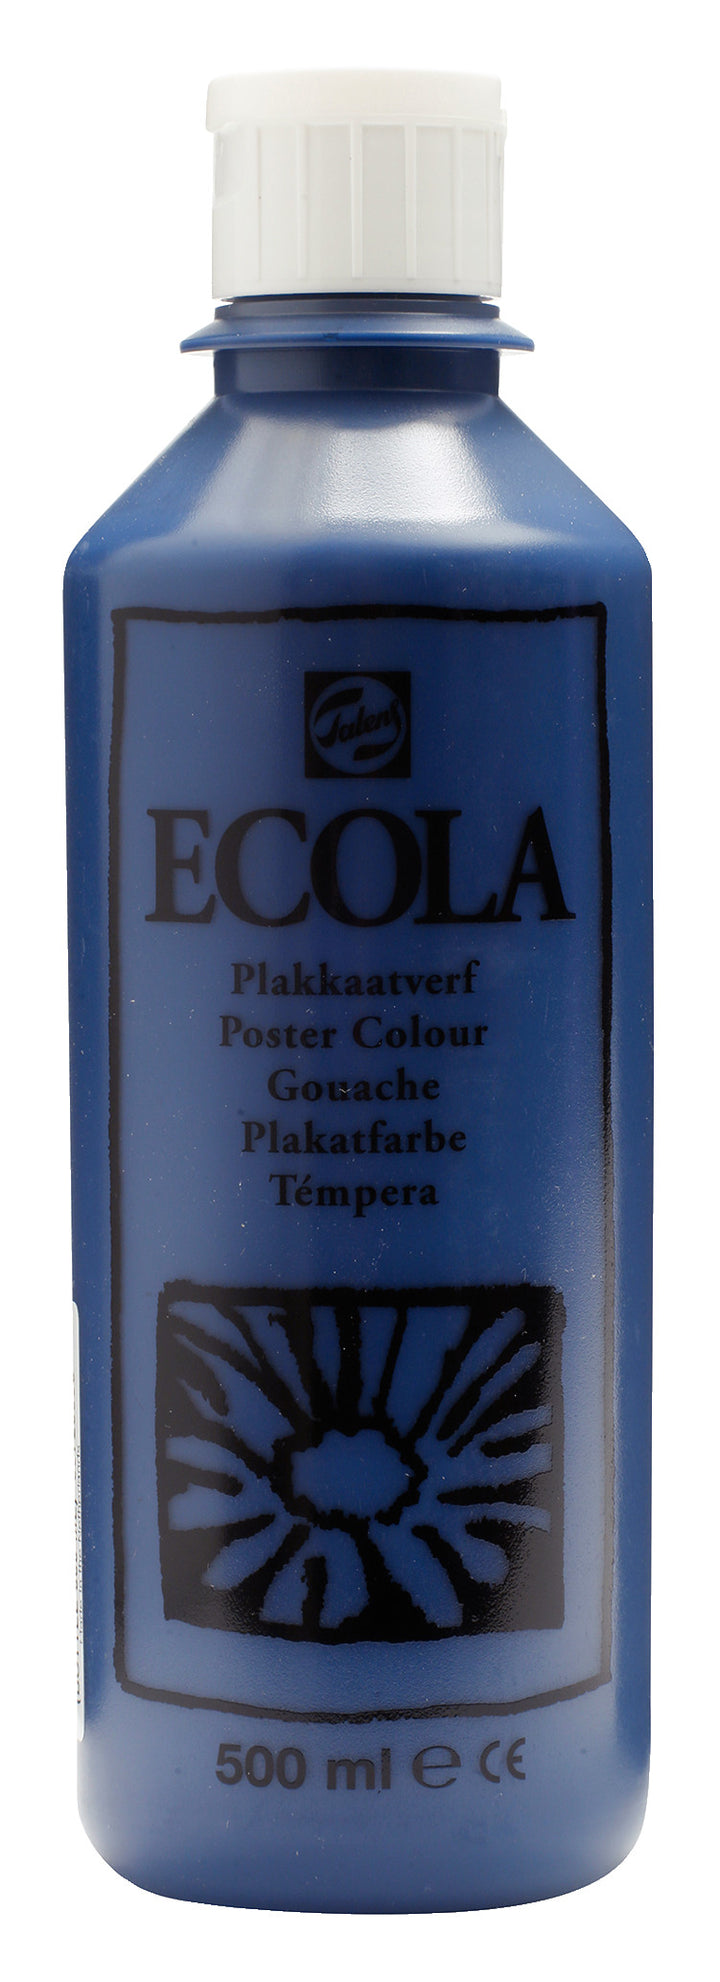 Talens
ECOLA
Plakkaatverf
Poster Colour
Gouache
Plakatfarbe
Témpera
500 ml ℮ CE